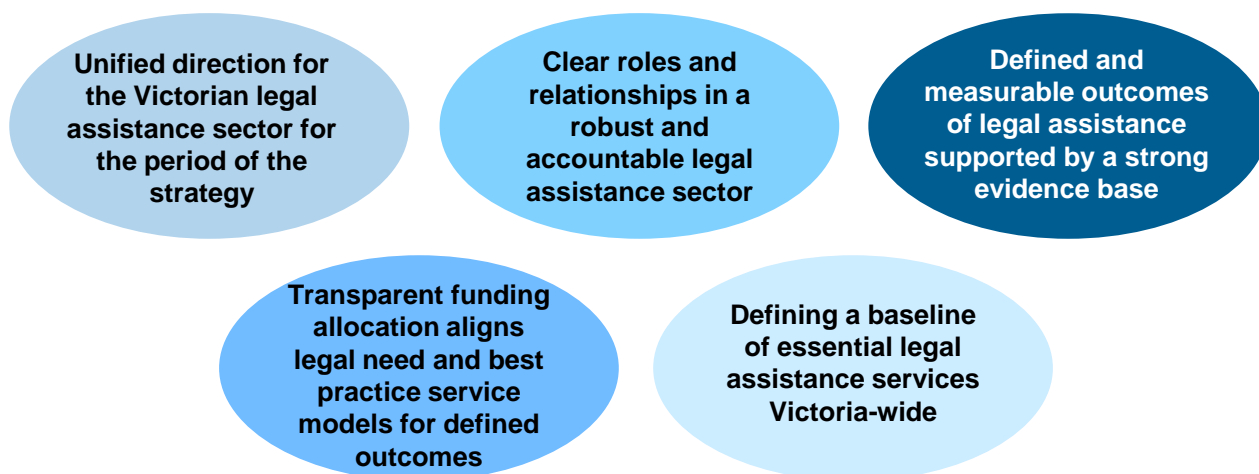 Unified direction for
the Victorian legal
assistance sector for
the period of the
strategy
Clear roles and
relationships in a
robust and
accountable legal
assistance sector
Defined and
measurable outcomes
of legal assistance
supported by a strong
evidence base
Transparent funding
allocation aligns
legal need and best
practice service
models for defined
outcomes
Defining a baseline
of essential legal
assistance services
Victoria-wide